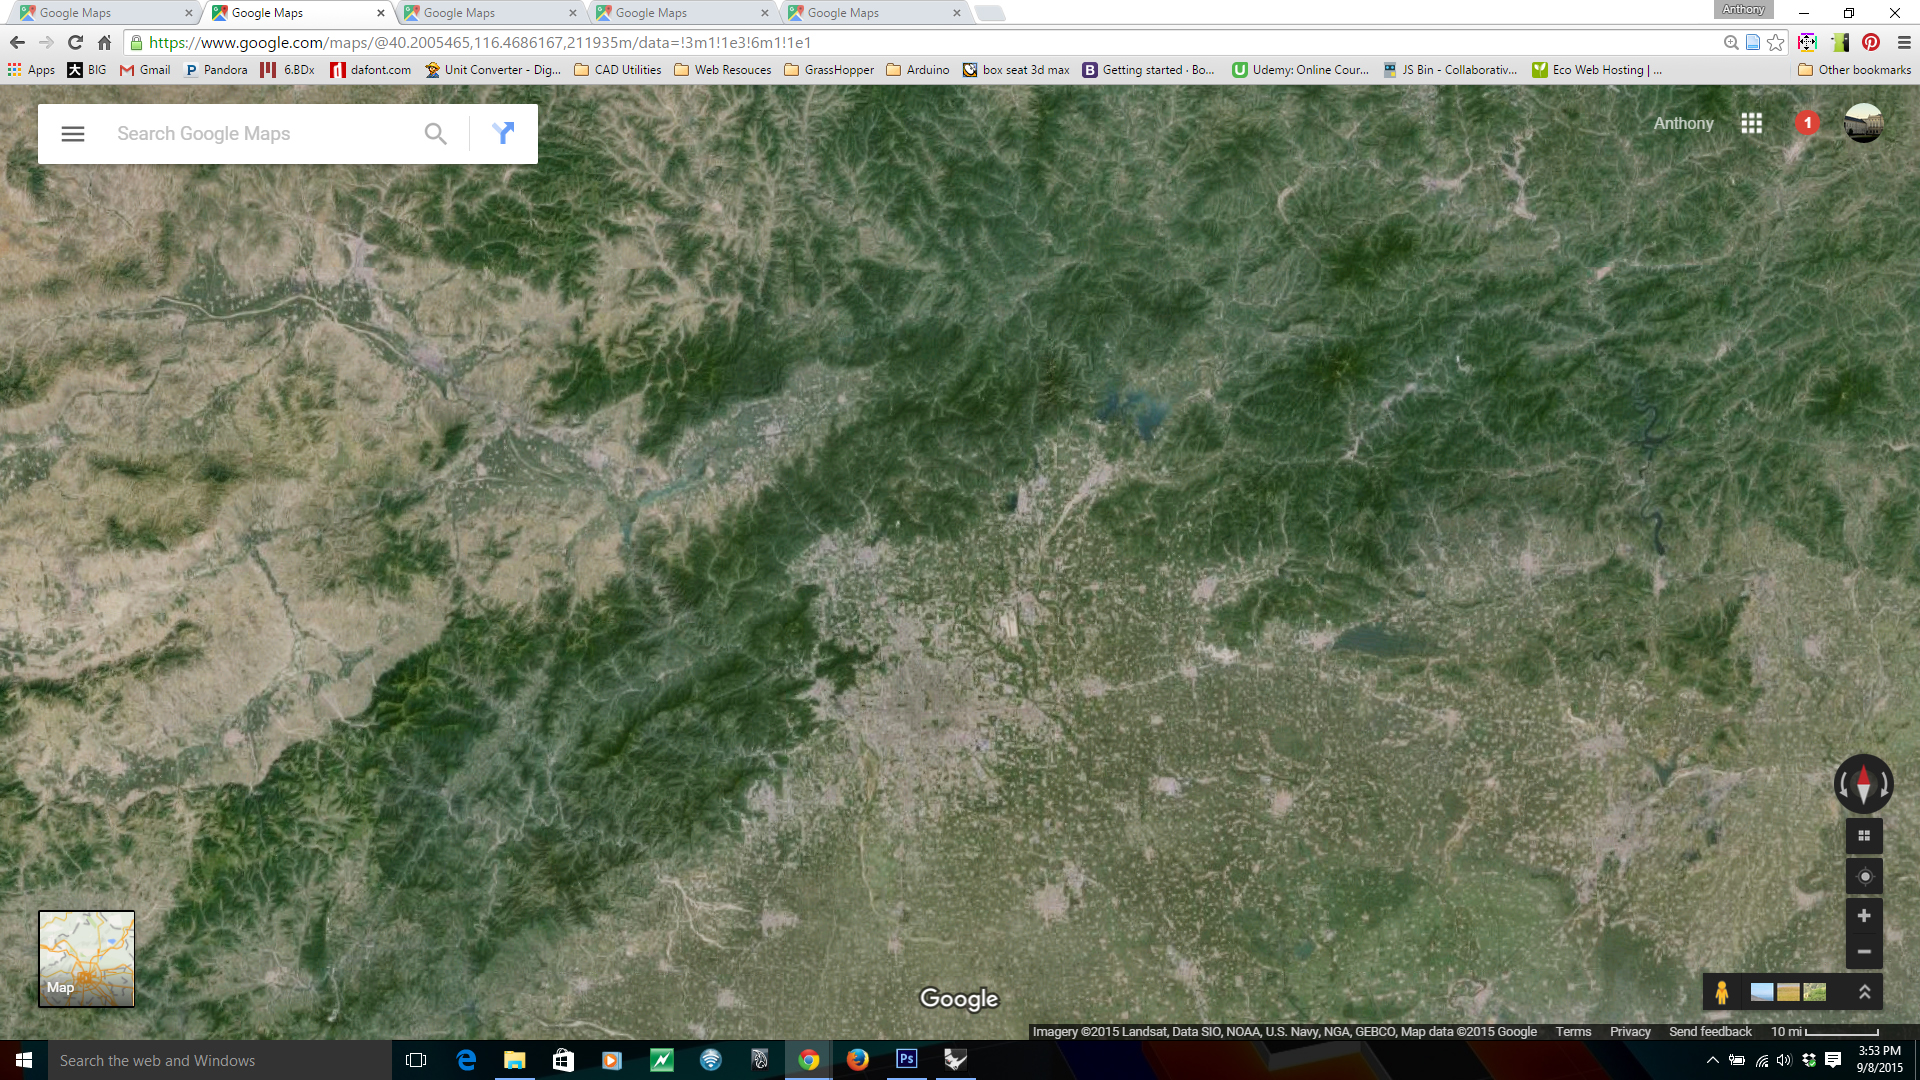 Google Maps
Google Maps
Google Maps
Google Maps
Google Maps
Anthony
https://www.google.com/maps/@40.2005465,116.4686167,211935m/data=!3m1!1e3!6m1!1e1
Apps
BIG
Gmail
Pandora
6.BDx
dafont.com
Unit Converter - Dig...
CAD Utilities
Web Resouces
GrassHopper
Arduino
box seat 3d max
Getting started · Bo...
Udemy: Online Cour...
JS Bin - Collaborativ...
Eco Web Hosting | ...
Other bookmarks
Search Google Maps
Anthony
1
Map
Google
Imagery ©2015 Landsat, Data SIO, NOAA, U.S. Navy, NGA, GEBCO, Map data ©2015 Google
Terms
Privacy
Send feedback
10 mi
Search the web and Windows
Ps
3:53 PM
9/8/2015